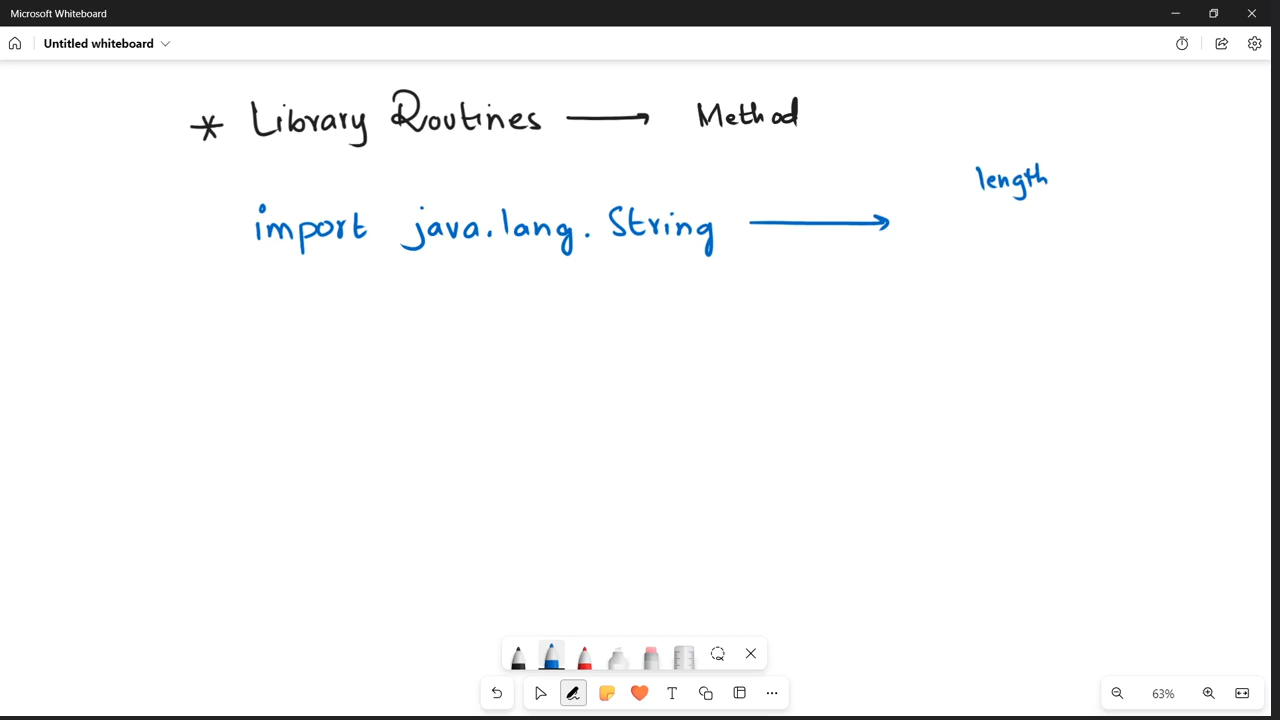 Microsoft Whiteboard
Untitled whiteboard
* Library Routines → Method
length
import java.lang.String →
63%